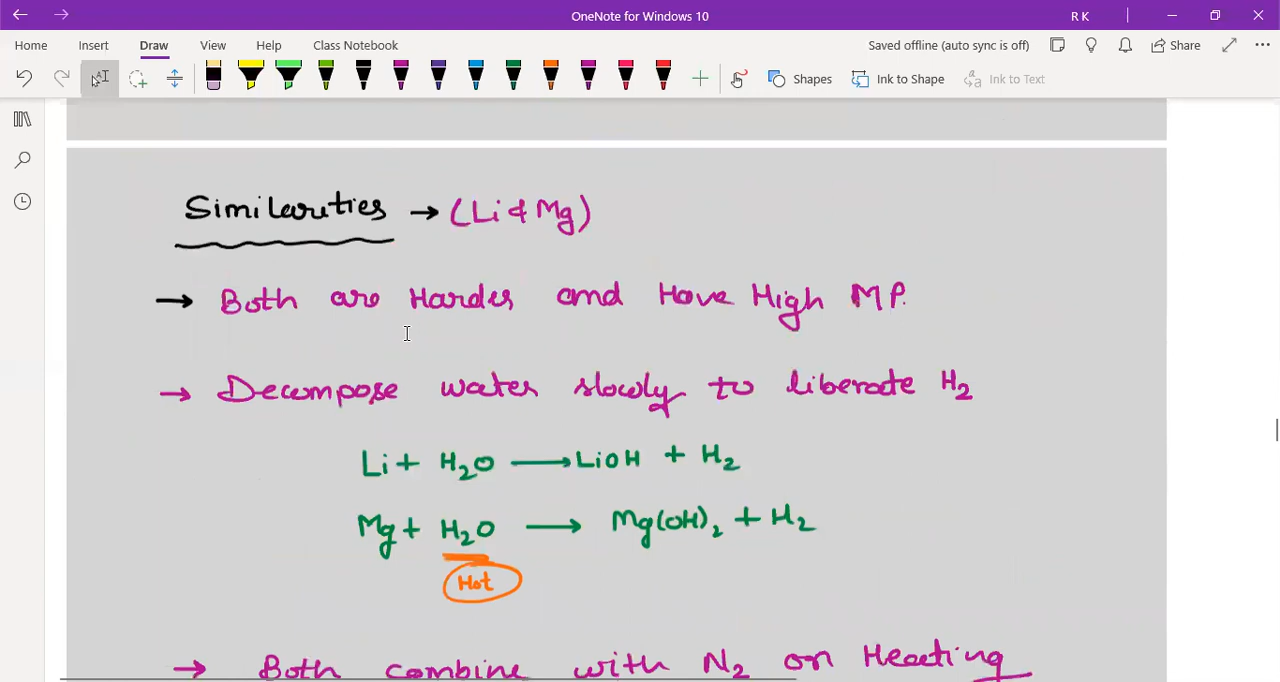 OneNote for Windows 10
R K
Home Insert Draw View Help Class Notebook
Saved offline (auto sync is off) Share
Shapes Ink to Shape Ink to Text
Similarities → (Li & Mg)
→ Both are Harder and Have High MP.
→ Decompose water slowly to liberate H₂
Li + H₂O → LiOH + H₂
Mg + H₂O → Mg(OH)₂ + H₂
Hot
→ Both combine with N₂ on Heating